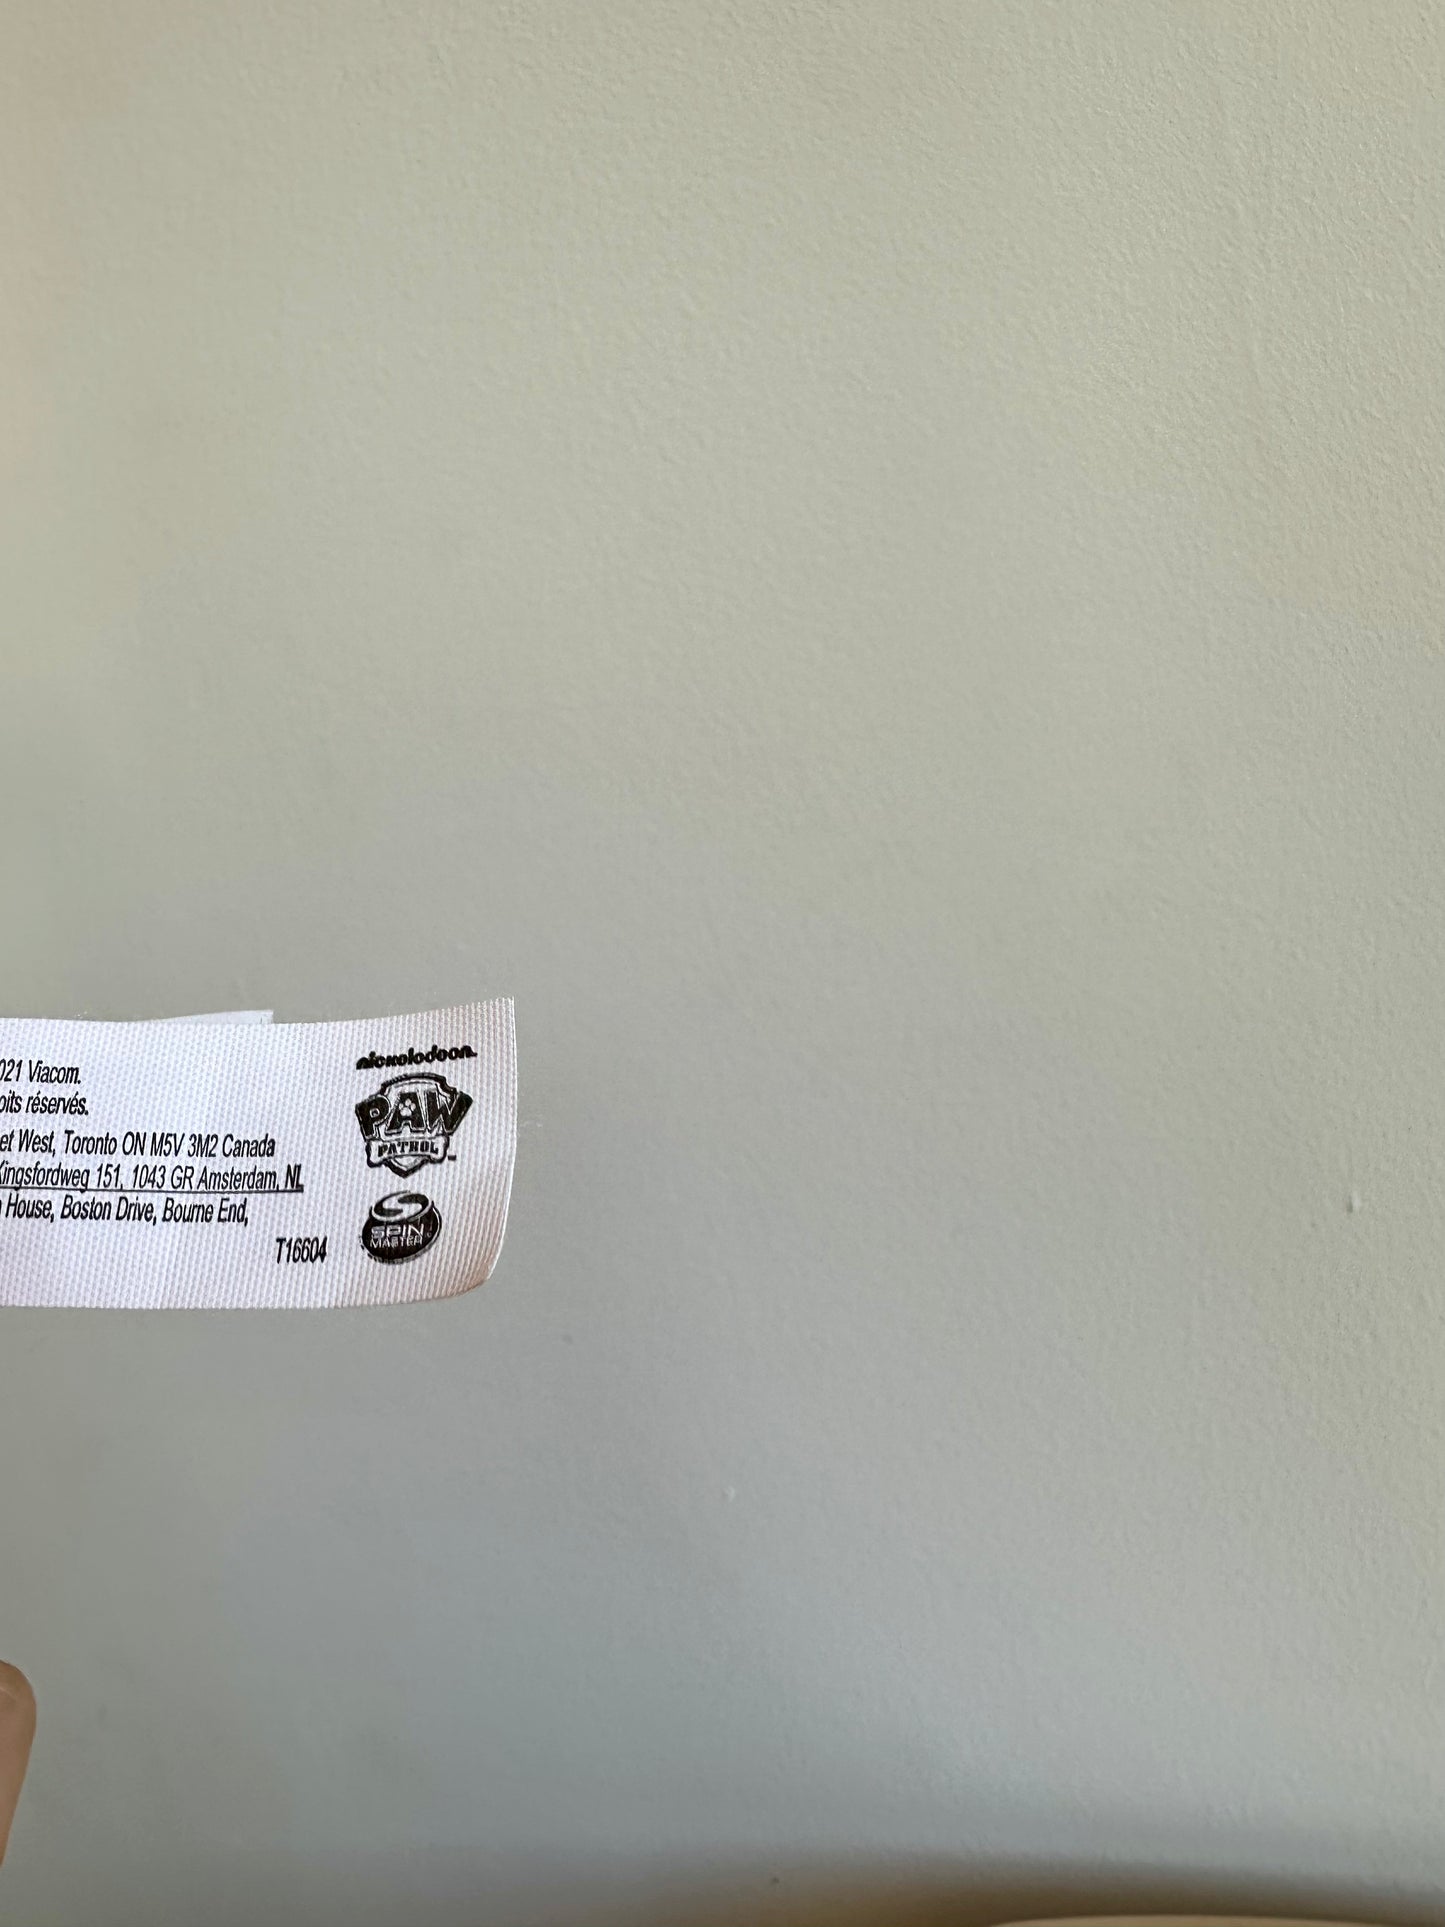 021 Viacom.
oits réservés.
et West, Toronto ON M5V 3M2 Canada
Kingsfordweg 151, 1043 GR Amsterdam, NL
House, Boston Drive, Bourne End,
T16604
nickelodeon
PAW
PATROL
SPIN
MASTER